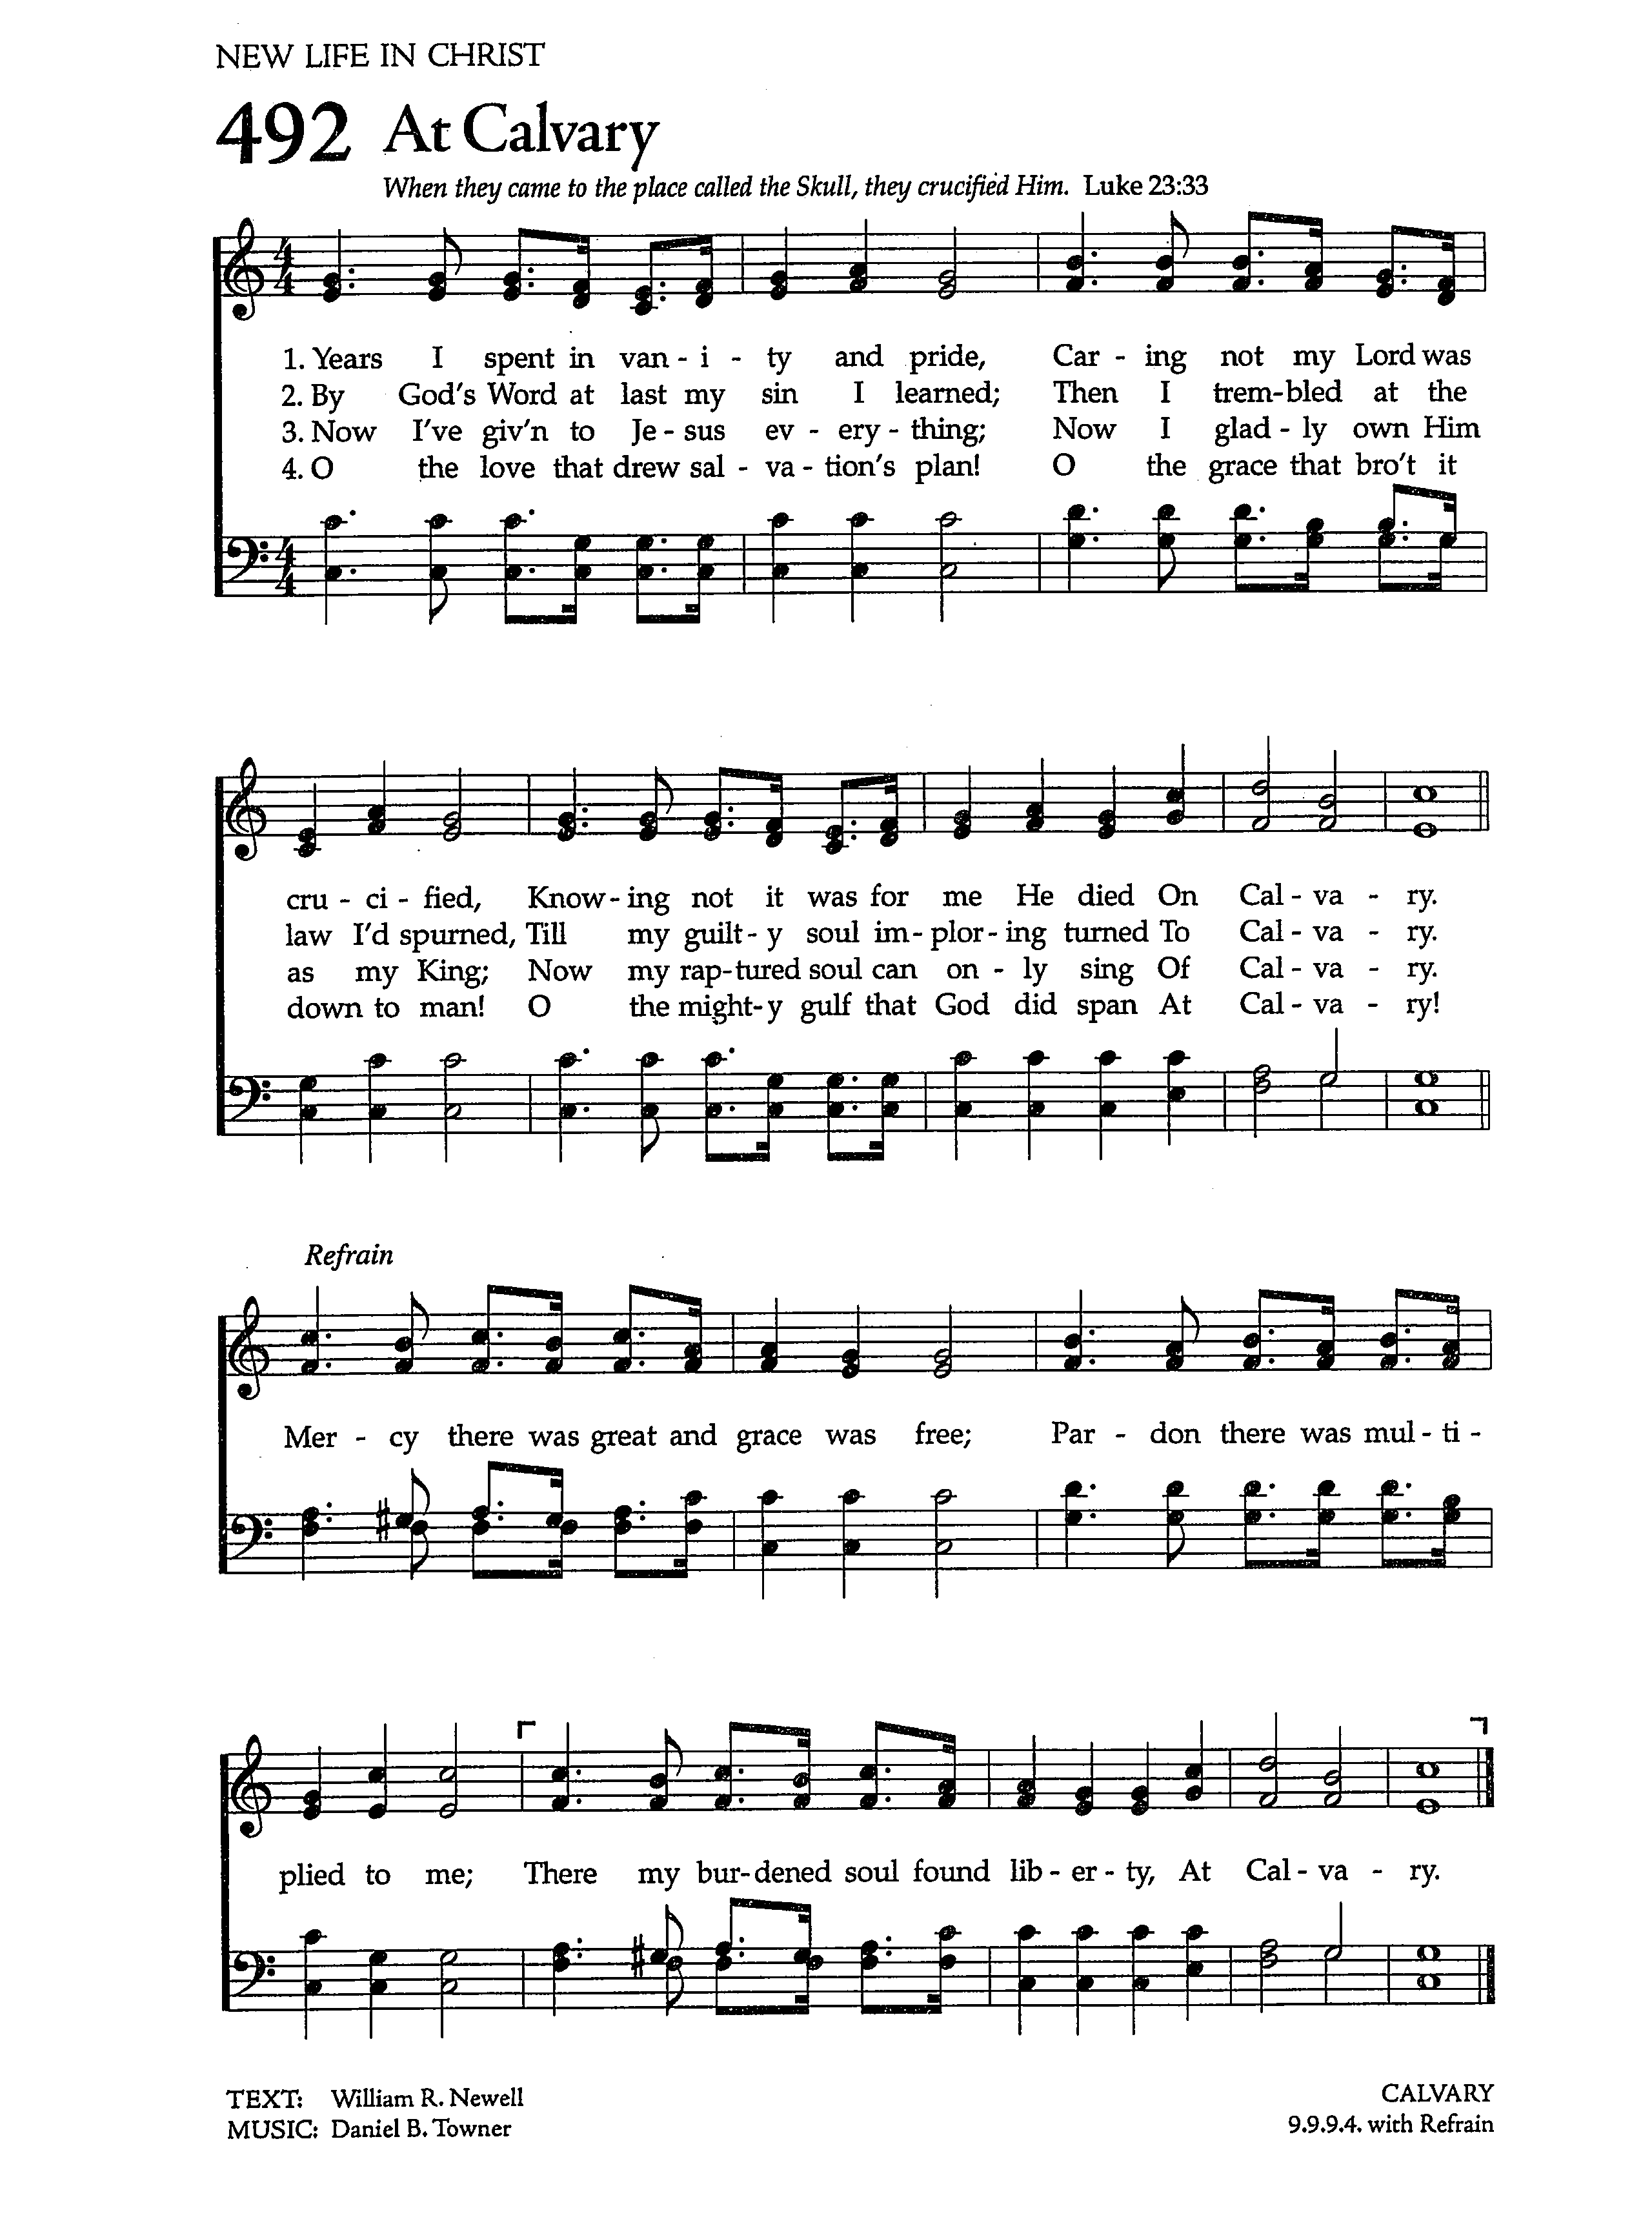 NEW LIFE IN CHRIST
492 At Calvary
When they came to the place called the Skull, they crucified Him. Luke 23:33
4 4
1. Years I spent in van - i - ty and pride, Car - ing not my Lord was
2. By God's Word at last my sin I learned; Then I trem-bled at the
3. Now I've giv'n to Je - sus ev - ery - thing; Now I glad - ly own Him
4. O the love that drew sal - va - tion's plan! O the grace that bro't it
4 4
cru - ci - fied, Know - ing not it was for me He died On Cal - va - ry.
law I'd spurned, Till my guilt - y soul im - plor - ing turned To Cal - va - ry.
as my King; Now my rap-tured soul can on - ly sing Of Cal - va - ry.
down to man! O the might-y gulf that God did span At Cal - va - ry!
Refrain
Mer - cy there was great and grace was free; Par - don there was mul - ti -
plied to me; There my bur-dened soul found lib - er - ty, At Cal - va - ry.
TEXT: William R. Newell
MUSIC: Daniel B. Towner
CALVARY
9.9.9.4. with Refrain